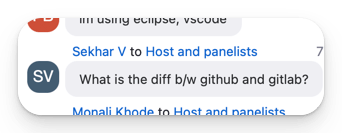 im using eclipse, vscode
Sekhar V to Host and panelists 7
SV
What is the diff b/w github and gitlab?
Monali Khode to Host and panelists